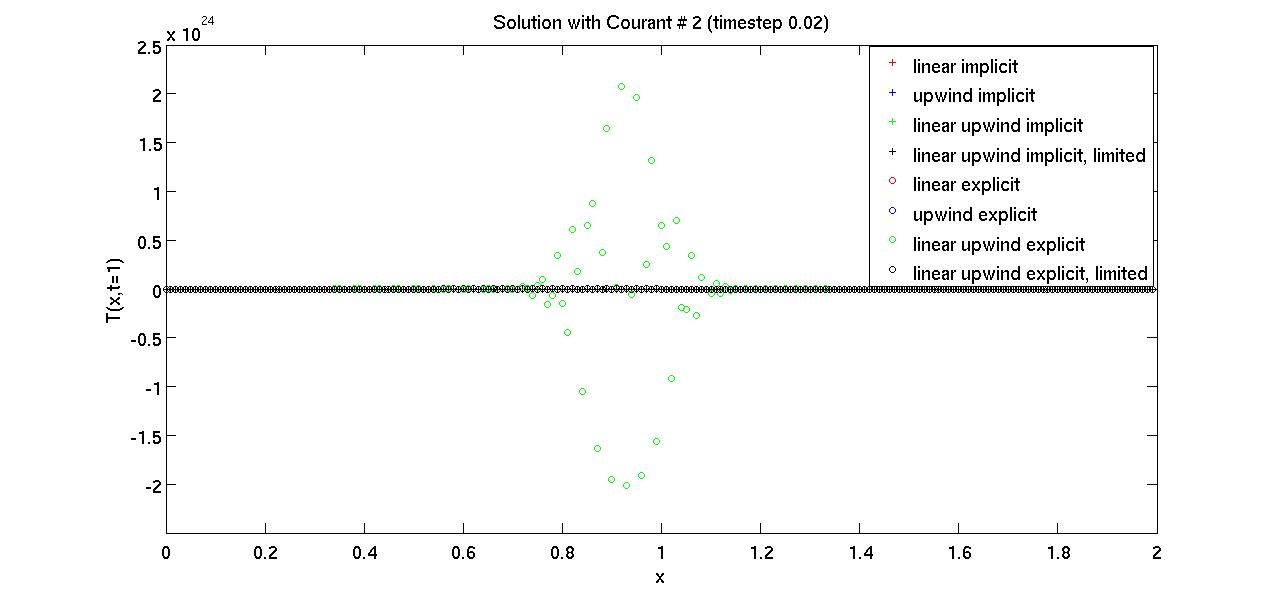 Solution with Courant # 2 (timestep 0.02)
x 10^24
2.5
2
1.5
1
0.5
0
-0.5
-1
-1.5
-2
T(x,t=1)
linear implicit
upwind implicit
linear upwind implicit
linear upwind implicit, limited
linear explicit
upwind explicit
linear upwind explicit
linear upwind explicit, limited
0 0.2 0.4 0.6 0.8 1 1.2 1.4 1.6 1.8 2
x